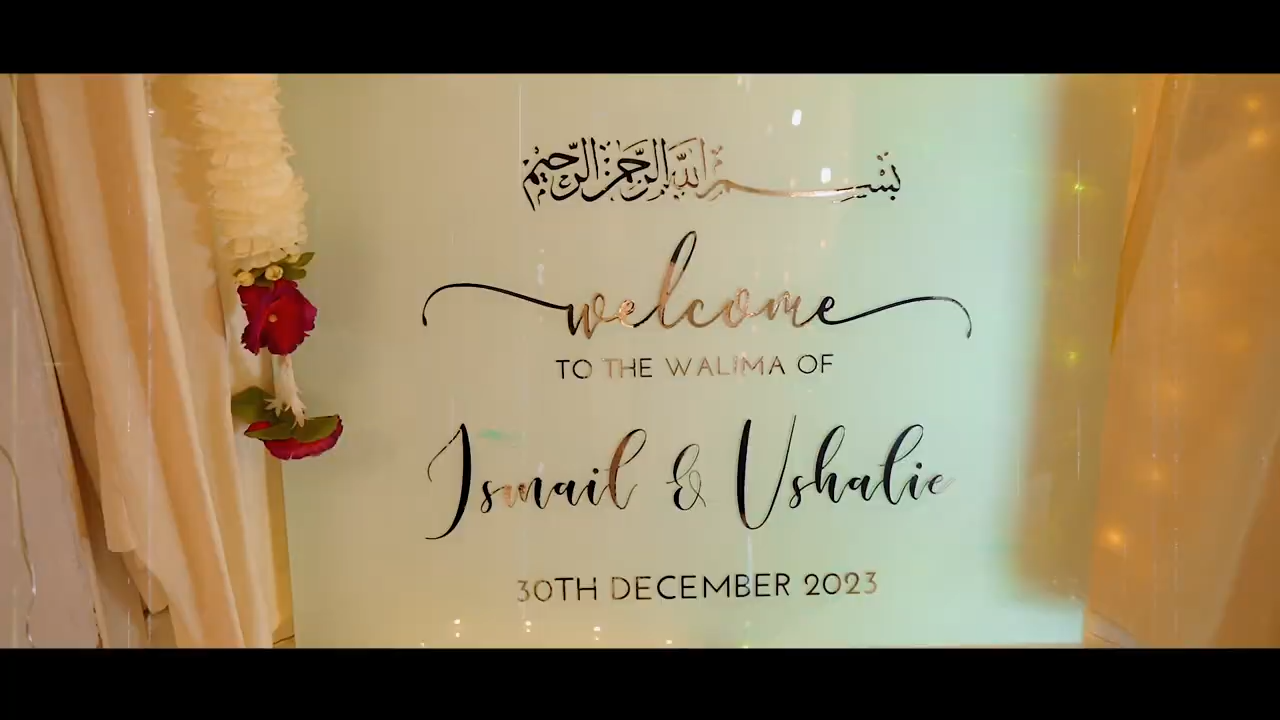 بسم الله الرحمن الرحيم
welcome
TO THE WALIMA OF
Ismail & Ushalie
30TH DECEMBER 2023